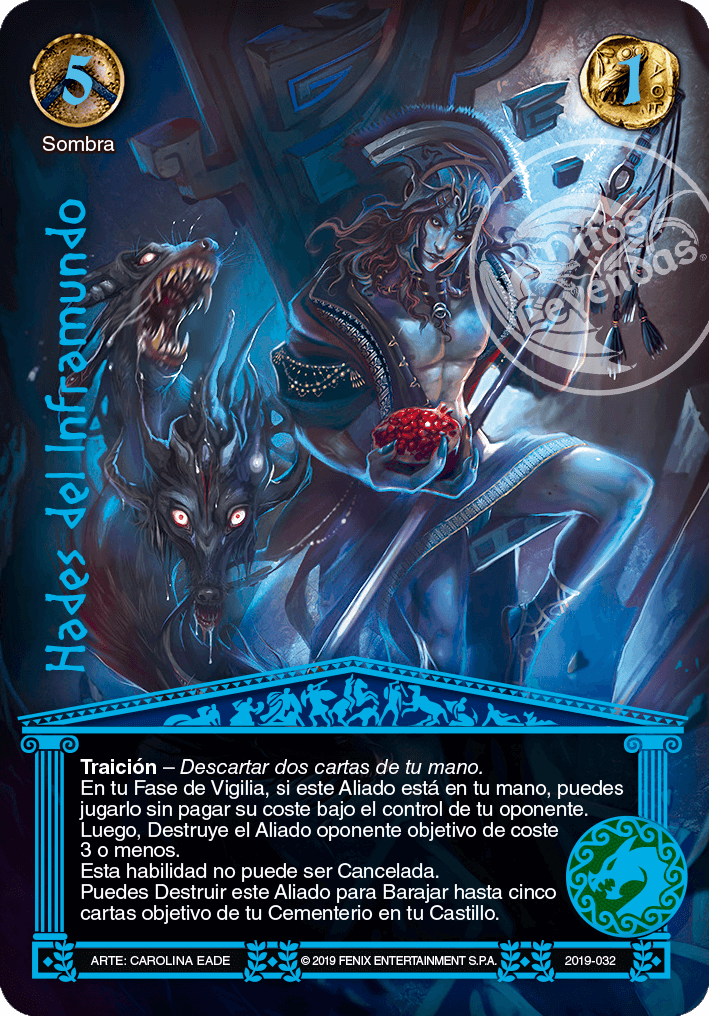 5
1
Sombra
Mitos y
Leyendas®
Hades del Inframundo
Traición – Descartar dos cartas de tu mano.
En tu Fase de Vigilia, si este Aliado está en tu mano, puedes
jugarlo sin pagar su coste bajo el control de tu oponente.
Luego, Destruye el Aliado oponente objetivo de coste
3 o menos.
Esta habilidad no puede ser Cancelada.
Puedes Destruir este Aliado para Barajar hasta cinco
cartas objetivo de tu Cementerio en tu Castillo.
ARTE: CAROLINA EADE
© 2019 FENIX ENTERTAINMENT S.P.A.
2019-032